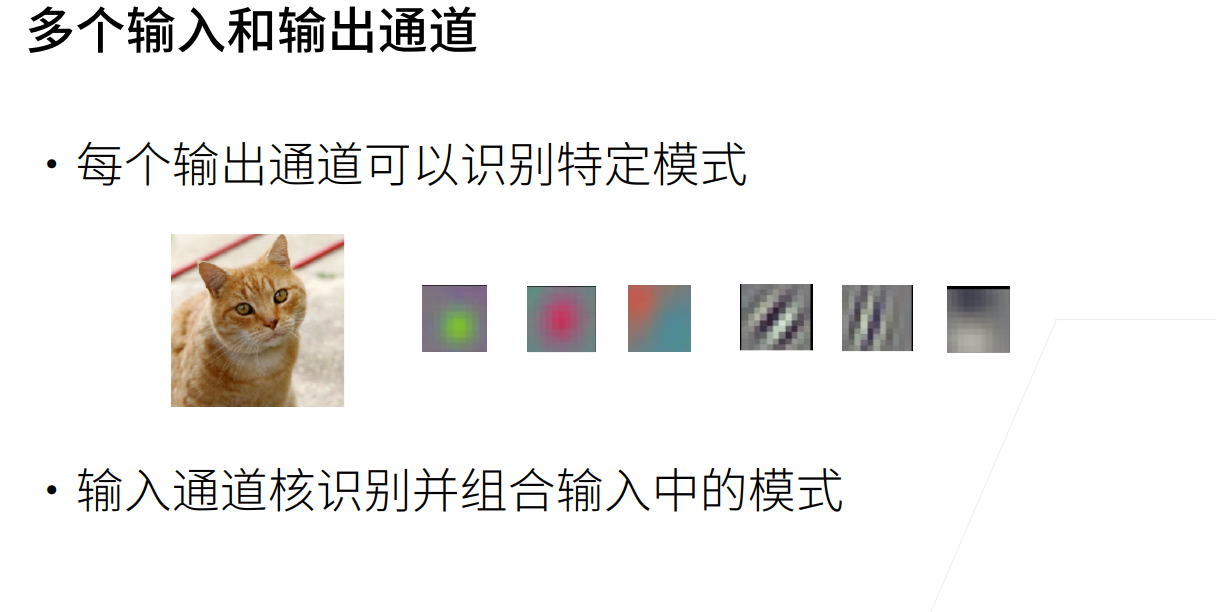 多个输入和输出通道
• 每个输出通道可以识别特定模式
• 输入通道核识别并组合输入中的模式